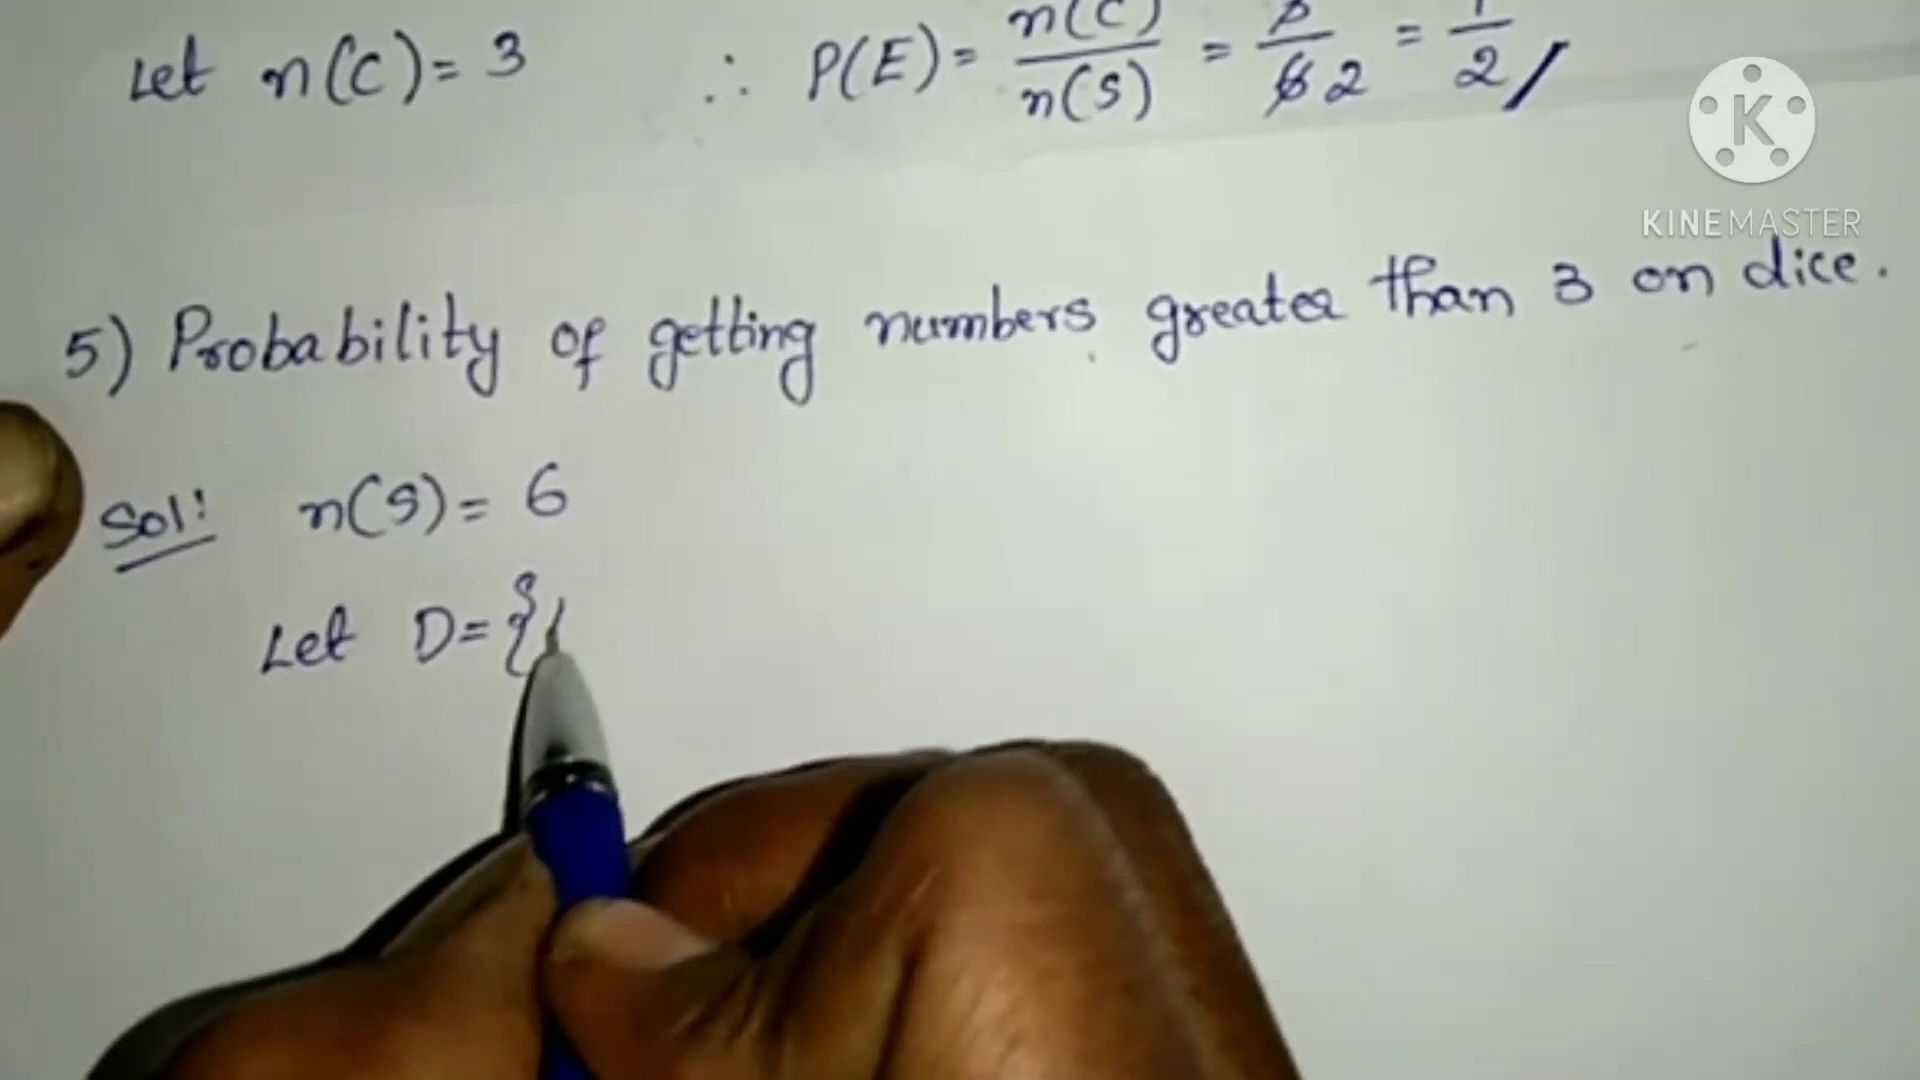 Let n(C) = 3 ∴ P(E) = n(C)/n(S) = 3/6 2 = 1/2 /
K
KINEMASTER
5) Probability of getting numbers greater than 3 on dice.
Sol: n(S) = 6
Let D = {